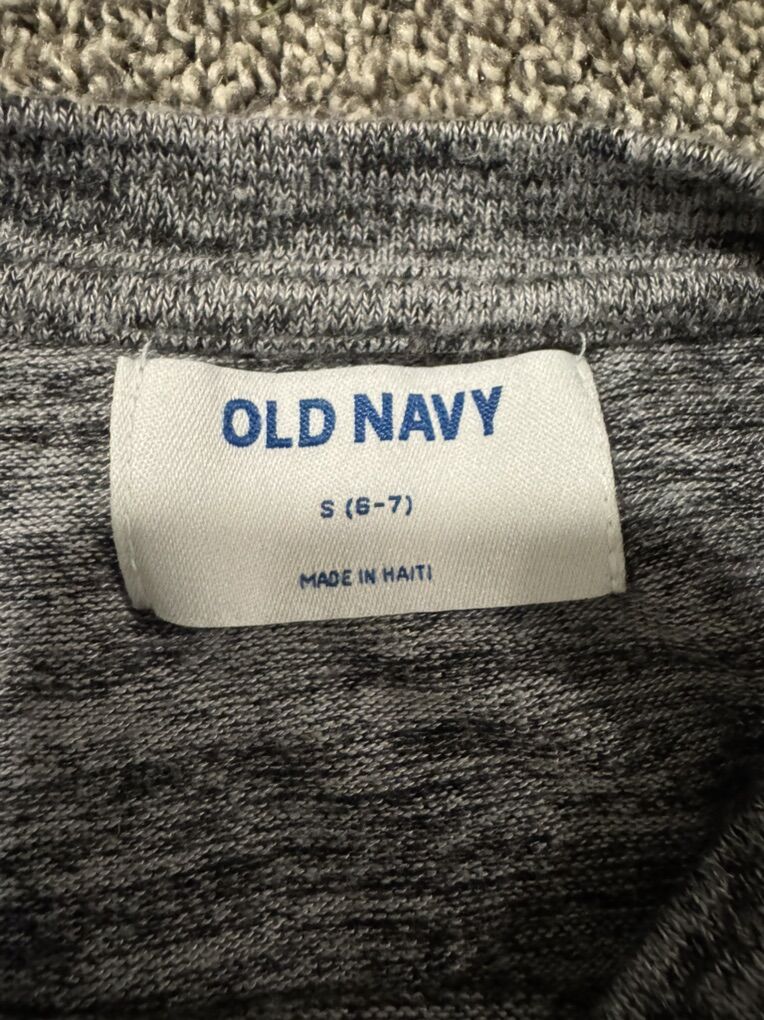 OLD NAVY
S (6-7)
MADE IN HAITI